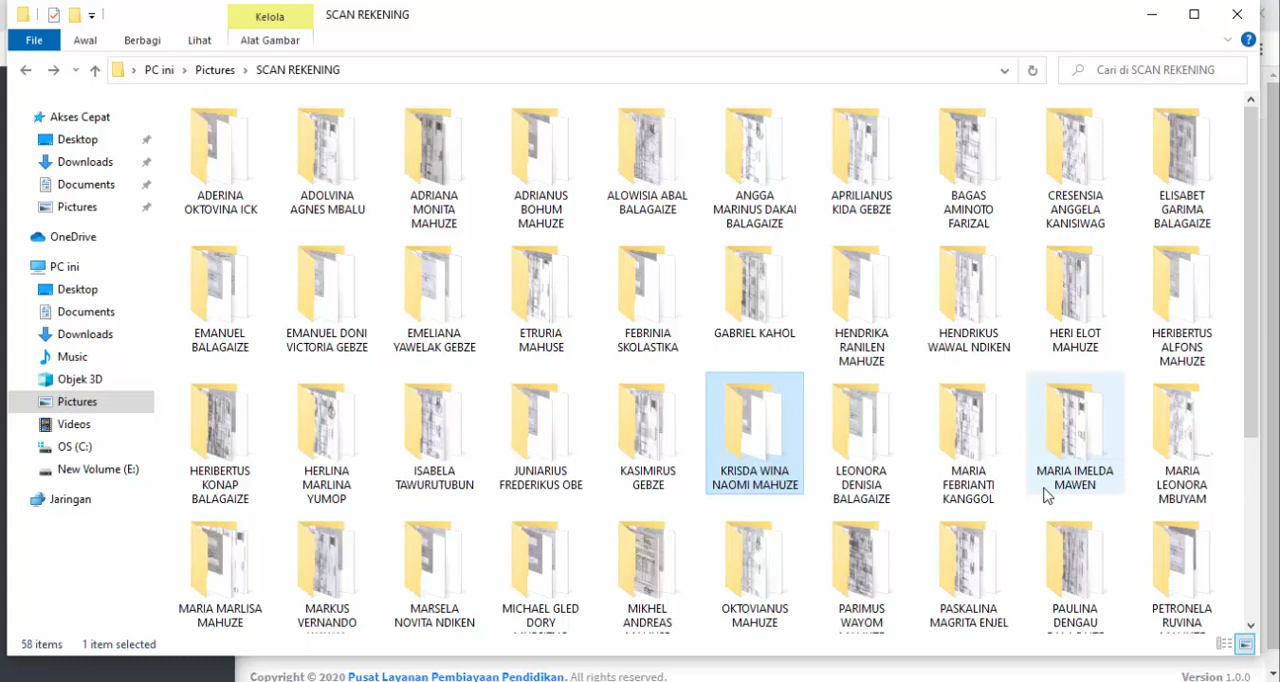 Kelola
SCAN REKENING
File
Awal
Berbagi
Lihat
Alat Gambar
PC ini
Pictures
SCAN REKENING
Cari di SCAN REKENING
Akses Cepat
Desktop
Downloads
Documents
Pictures
OneDrive
PC ini
Desktop
Documents
Downloads
Music
Objek 3D
Pictures
Videos
OS (C:)
New Volume (E:)
Jaringan
ADERINA
OKTOVINA ICK
ADOLVINA
AGNES MBALU
ADRIANA
MONITA
MAHUZE
ADRIANUS
BOHUM
MAHUZE
ALOWISIA ABAL
BALAGAIZE
ANGGA
MARINUS DAKAI
BALAGAIZE
APRILIANUS
KIDA GEBZE
BAGAS
AMINOTO
FARIZAL
CRESENSIA
ANGGELA
KANISIWAG
ELISABET
GARIMA
BALAGAIZE
EMANUEL
BALAGAIZE
EMANUEL DONI
VICTORIA GEBZE
EMELIANA
YAWELAK GEBZE
ETRURIA
MAHUSE
FEBRINIA
SKOLASTIKA
GABRIEL KAHOL
HENDRIKA
RANILEN
MAHUZE
HENDRIKUS
WAWAL NDIKEN
HERI ELOT
MAHUZE
HERIBERTUS
ALFONS
MAHUZE
HERIBERTUS
KONAP
BALAGAIZE
HERLINA
MARLINA
YUMOP
ISABELA
TAWURUTUBUN
JUNIARIUS
FREDERIKUS OBE
KASIMIRUS
GEBZE
KRISDA WINA
NAOMI MAHUZE
LEONORA
DENISIA
BALAGAIZE
MARIA
FEBRIANTI
KANGGOL
MARIA IMELDA
MAWEN
MARIA
LEONORA
MBUYAM
MARIA MARLISA
MAHUZE
MARKUS
VERNANDO
MARSELA
NOVITA NDIKEN
MICHAEL GLED
DORY
MIKHEL
ANDREAS
OKTOVIANUS
MAHUZE
PARIMUS
WAYOM
PASKALINA
MAGRITA ENJEL
PAULINA
DENGAU
PETRONELA
RUVINA
58 items
1 item selected
Copyright © 2020 Pusat Layanan Pembiayaan Pendidikan. All rights reserved.
Version 1.0.0